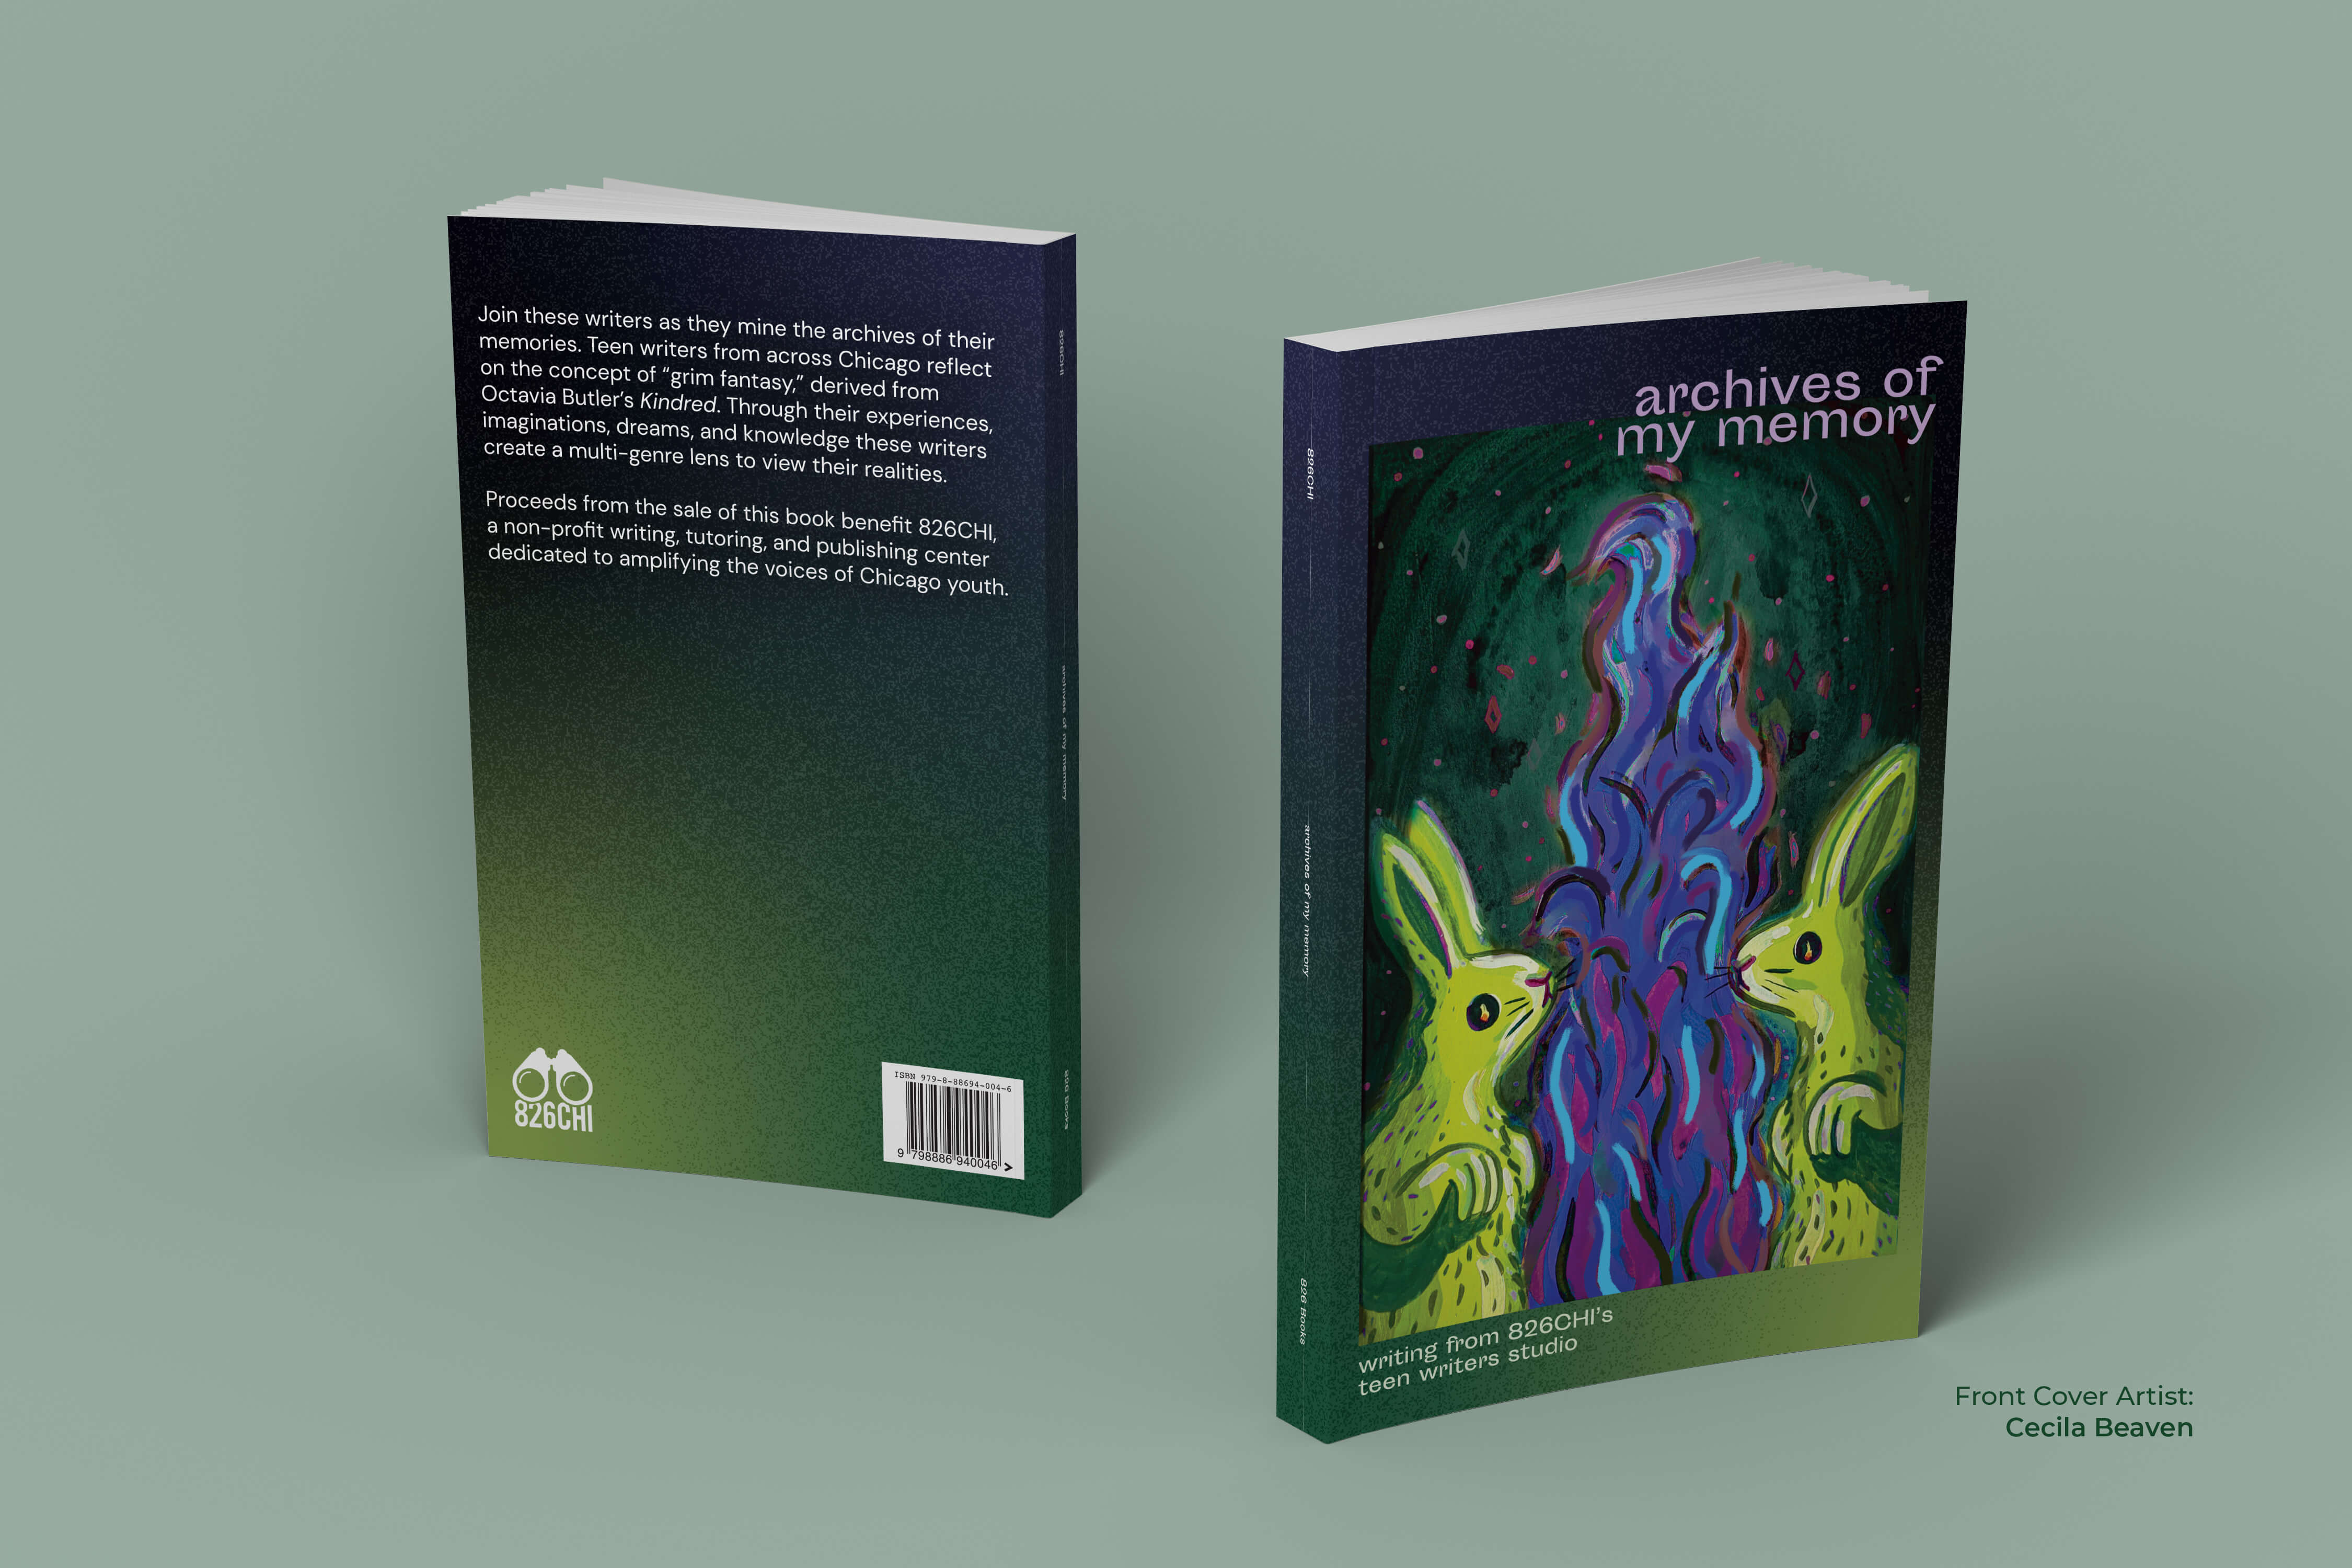 Join these writers as they mine the archives of their
memories. Teen writers from across Chicago reflect
on the concept of “grim fantasy,” derived from
Octavia Butler’s Kindred. Through their experiences,
imaginations, dreams, and knowledge these writers
create a multi-genre lens to view their realities.
Proceeds from the sale of this book benefit 826CHI,
a non-profit writing, tutoring, and publishing center
dedicated to amplifying the voices of Chicago youth.
826CHI
ISBN 979-8-88694-004-6
9 798886 940046 >
826CHI
archives of my memory
826 Books
826CHI
archives of my memory
826 Books
archives of
my memory
writing from 826CHI’s
teen writers studio
Front Cover Artist:
Cecila Beaven